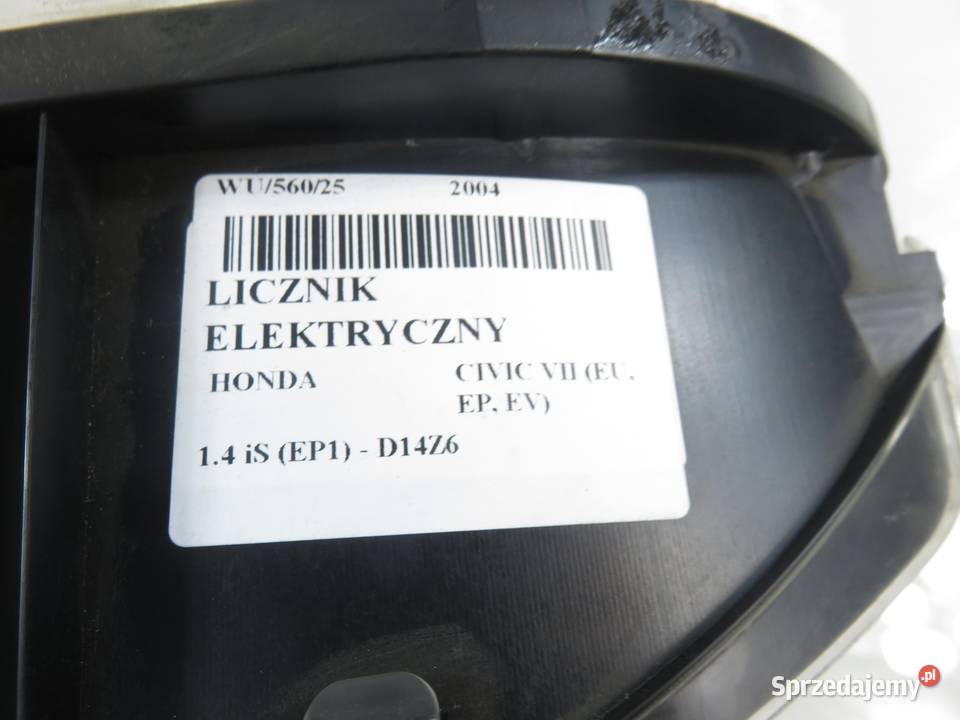 WU/560/25 2004
LICZNIK
ELEKTRYCZNY
HONDA CIVIC VII (EU,
EP, EV)
1.4 iS (EP1) - D14Z6
Sprzedajemy.pl